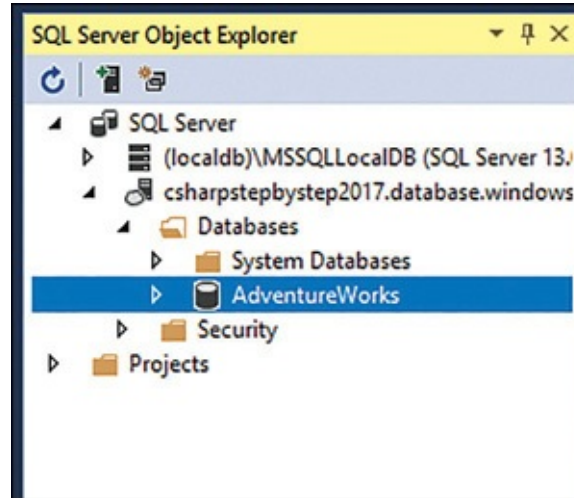 SQL Server Object Explorer
SQL Server
(localdb)\MSSQLLocalDB (SQL Server 13.
csharpstepbystep2017.database.windows
Databases
System Databases
AdventureWorks
Security
Projects